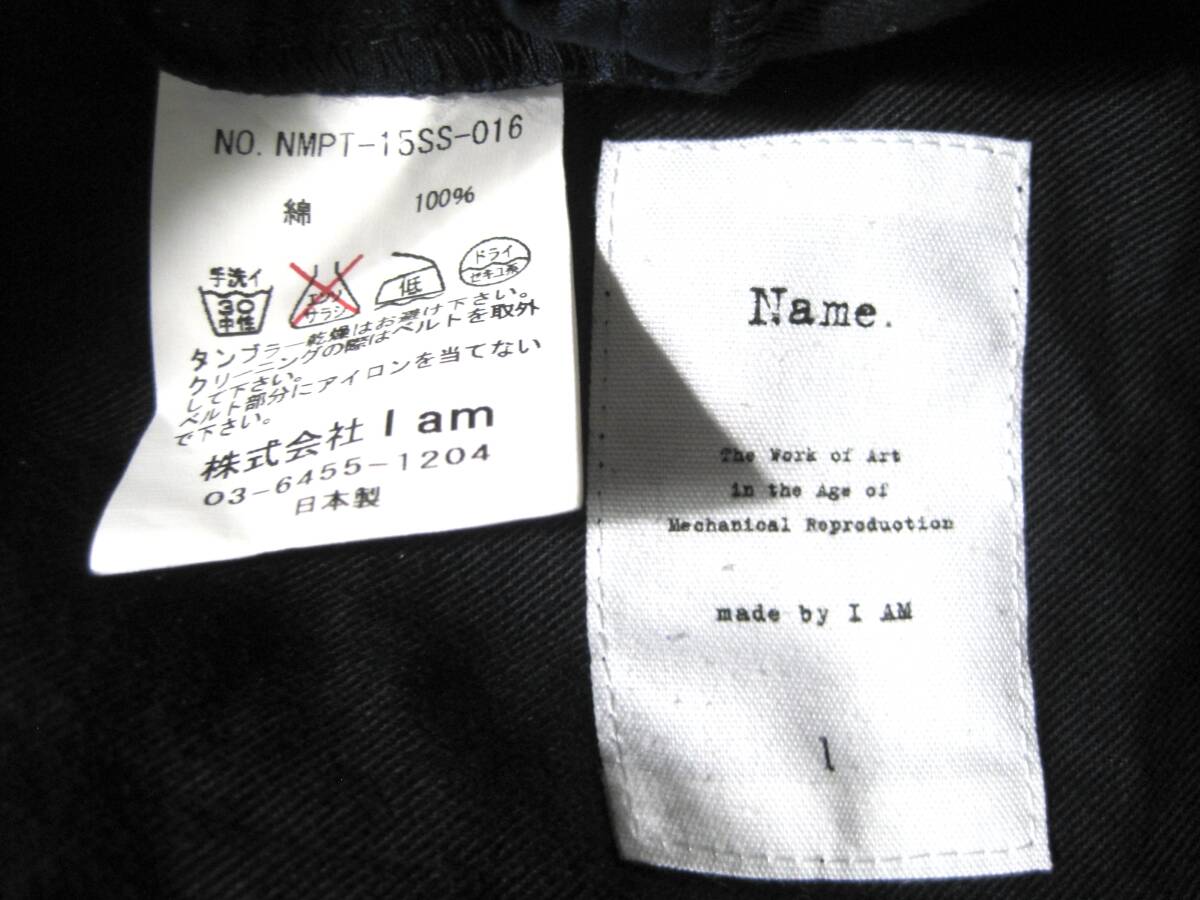 NO. NMPT-15SS-016
綿 100%
手洗イ
30
中性
エンソ
サラシ
低
ドライ
セキユ系
タンブラー乾燥はお避け下さい。
クリーニングの際はベルトを取外
して下さい。
ベルト部分にアイロンを当てない
で下さい。
株式会社 I am
03-6455-1204
日本製
Name.
The Work of Art
in the Age of
Mechanical Reproduction
made by I AM
1